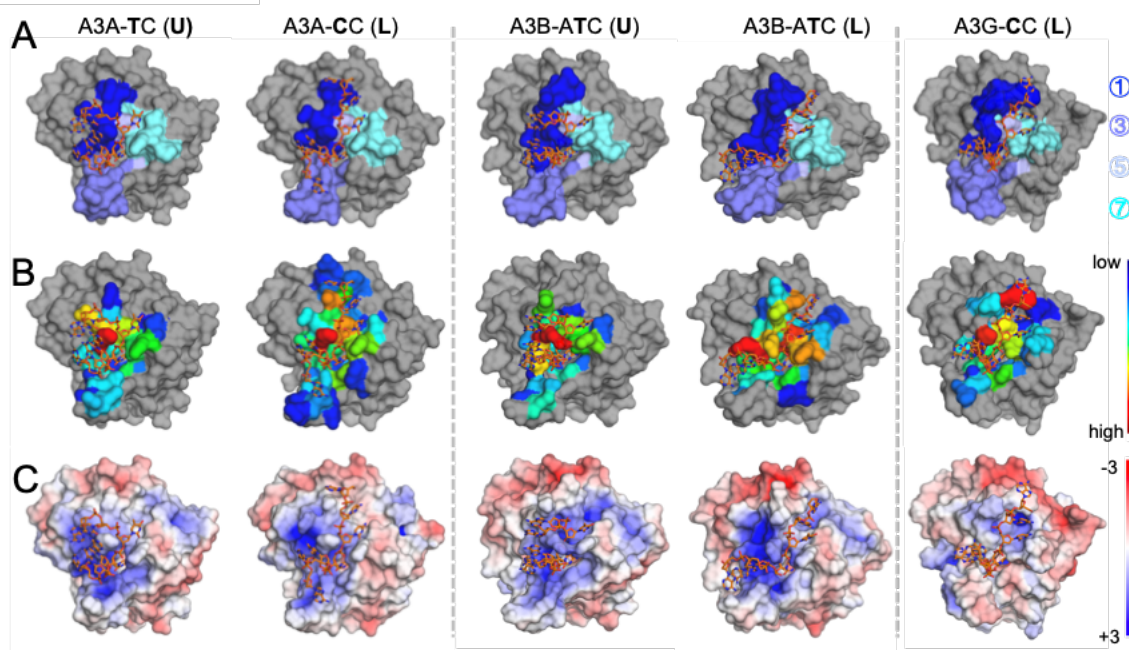 A3A-TC (U) A3A-CC (L) A3B-ATC (U) A3B-ATC (L) A3G-CC (L)
A
①
③
⑤
⑦
B
low
high
C
-3
+3